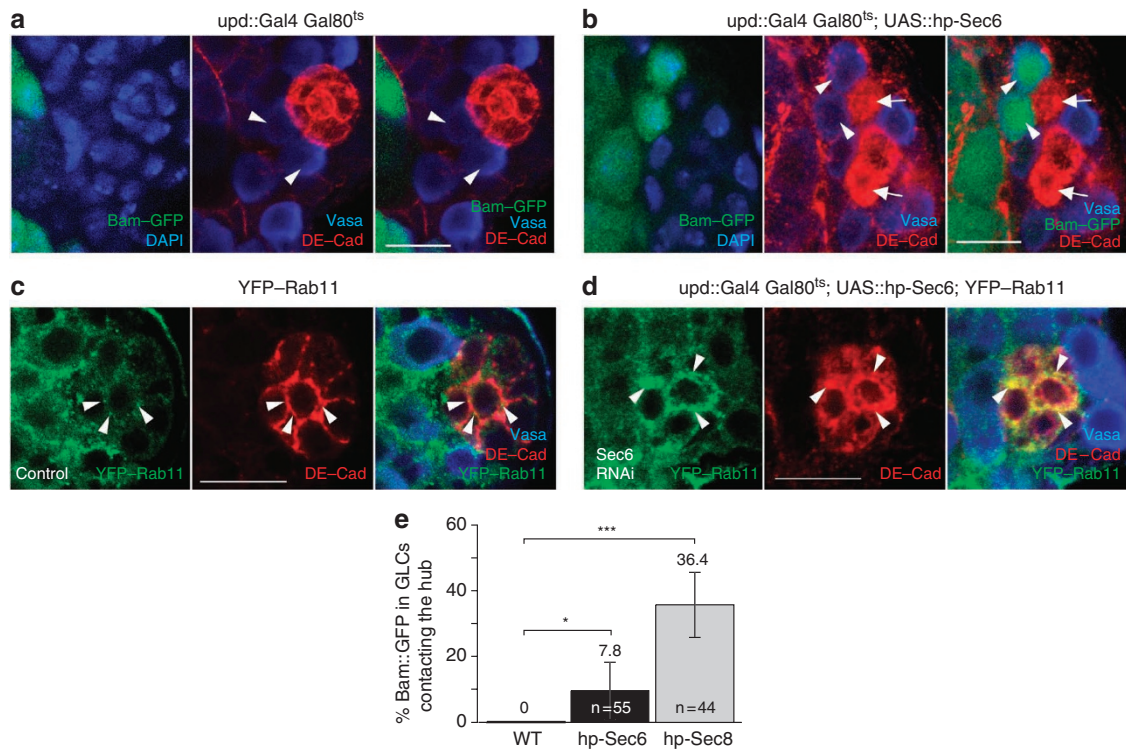 a
upd::Gal4 Gal80ts
Bam–GFP
DAPI
Vasa
DE–Cad
Bam–GFP
Vasa
DE–Cad
b
upd::Gal4 Gal80ts; UAS::hp-Sec6
Bam–GFP
DAPI
Vasa
DE–Cad
Vasa
Bam–GFP
DE–Cad
c
YFP–Rab11
Control
YFP–Rab11
DE–Cad
Vasa
DE–Cad
YFP–Rab11
d
upd::Gal4 Gal80ts; UAS::hp-Sec6; YFP–Rab11
Sec6
RNAi
YFP–Rab11
DE–Cad
Vasa
DE–Cad
YFP–Rab11
e
% Bam::GFP in GLCs
contacting the hub
60
40
20
0
***
*
36.4
7.8
0
n=55
n=44
WT
hp-Sec6
hp-Sec8